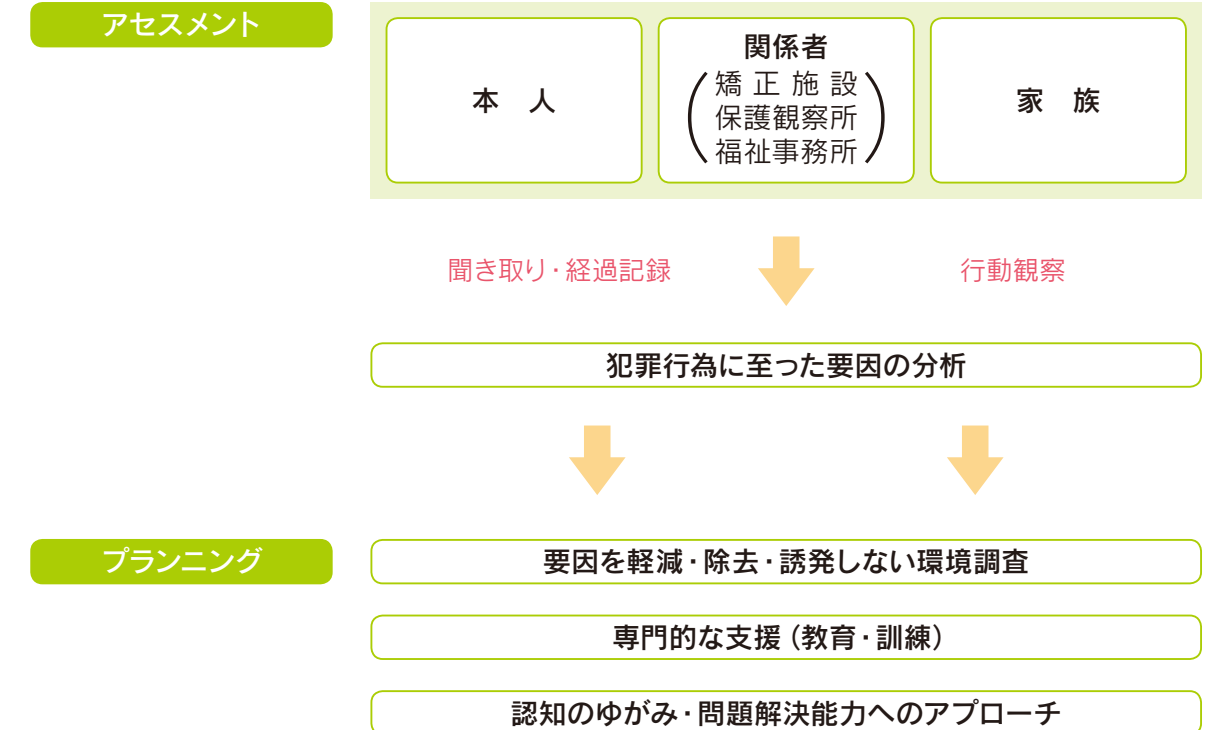 アセスメント
本 人
関係者
矯正施設
保護観察所
福祉事務所
家 族
聞き取り・経過記録
行動観察
犯罪行為に至った要因の分析
プランニング
要因を軽減・除去・誘発しない環境調査
専門的な支援（教育・訓練）
認知のゆがみ・問題解決能力へのアプローチ